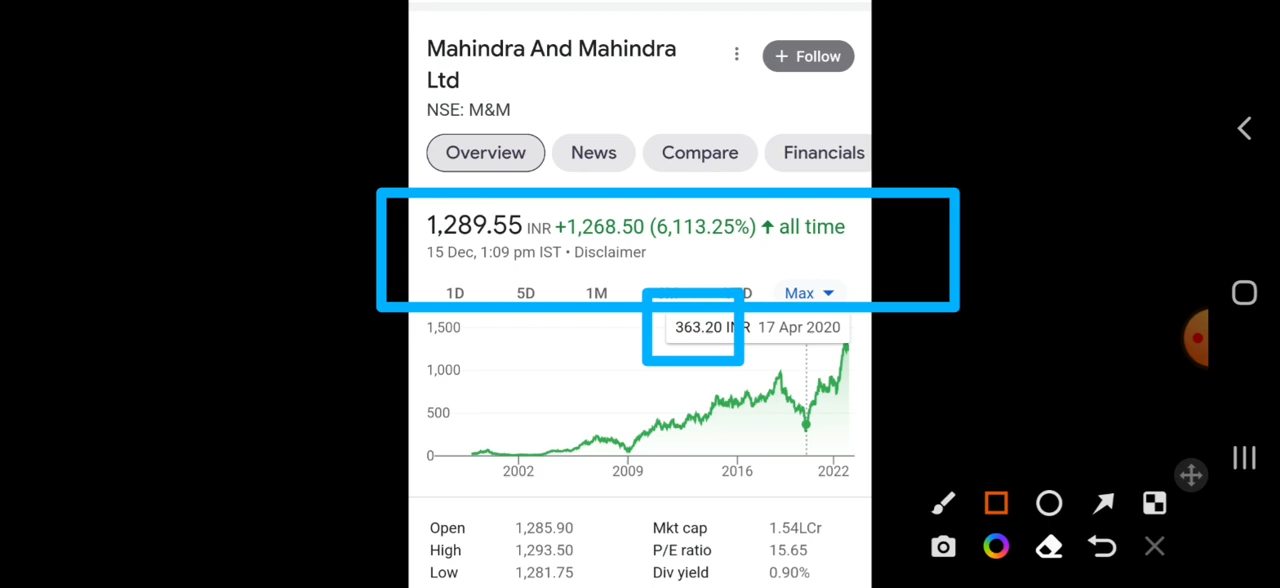 Mahindra And Mahindra
Ltd
+ Follow
NSE: M&M
Overview News Compare Financials
1,289.55 INR +1,268.50 (6,113.25%) ↑ all time
15 Dec, 1:09 pm IST • Disclaimer
1D 5D 1M Max
363.20 INR 17 Apr 2020
1,500
1,000
500
0
2002 2009 2016 2022
Open 1,285.90 Mkt cap 1.54LCr
High 1,293.50 P/E ratio 15.65
Low 1,281.75 Div yield 0.90%